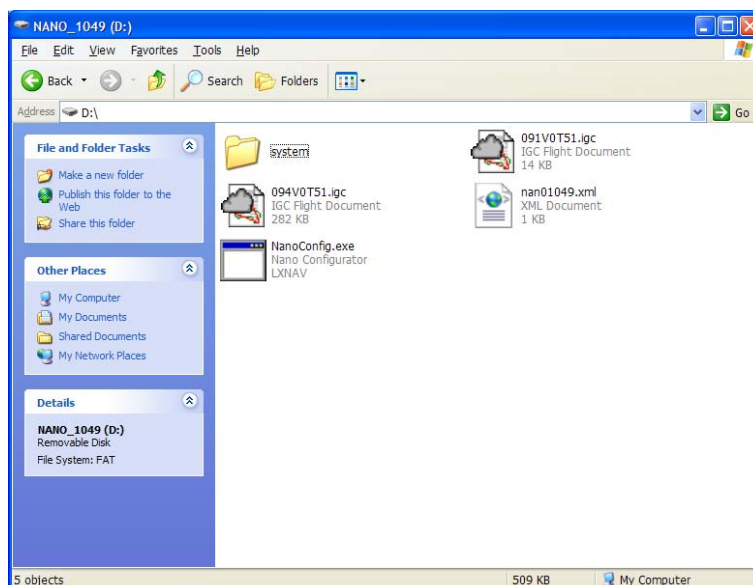 NANO_1049 (D:)
File Edit View Favorites Tools Help
Back Search Folders
Address D:\ Go
File and Folder Tasks
Make a new folder
Publish this folder to the
Web
Share this folder
Other Places
My Computer
My Documents
Shared Documents
My Network Places
Details
NANO_1049 (D:)
Removable Disk
File System: FAT
system
091V0T51.igc
IGC Flight Document
14 KB
094V0T51.igc
IGC Flight Document
282 KB
nan01049.xml
XML Document
1 KB
NanoConfig.exe
Nano Configurator
LXNAV
5 objects 509 KB My Computer